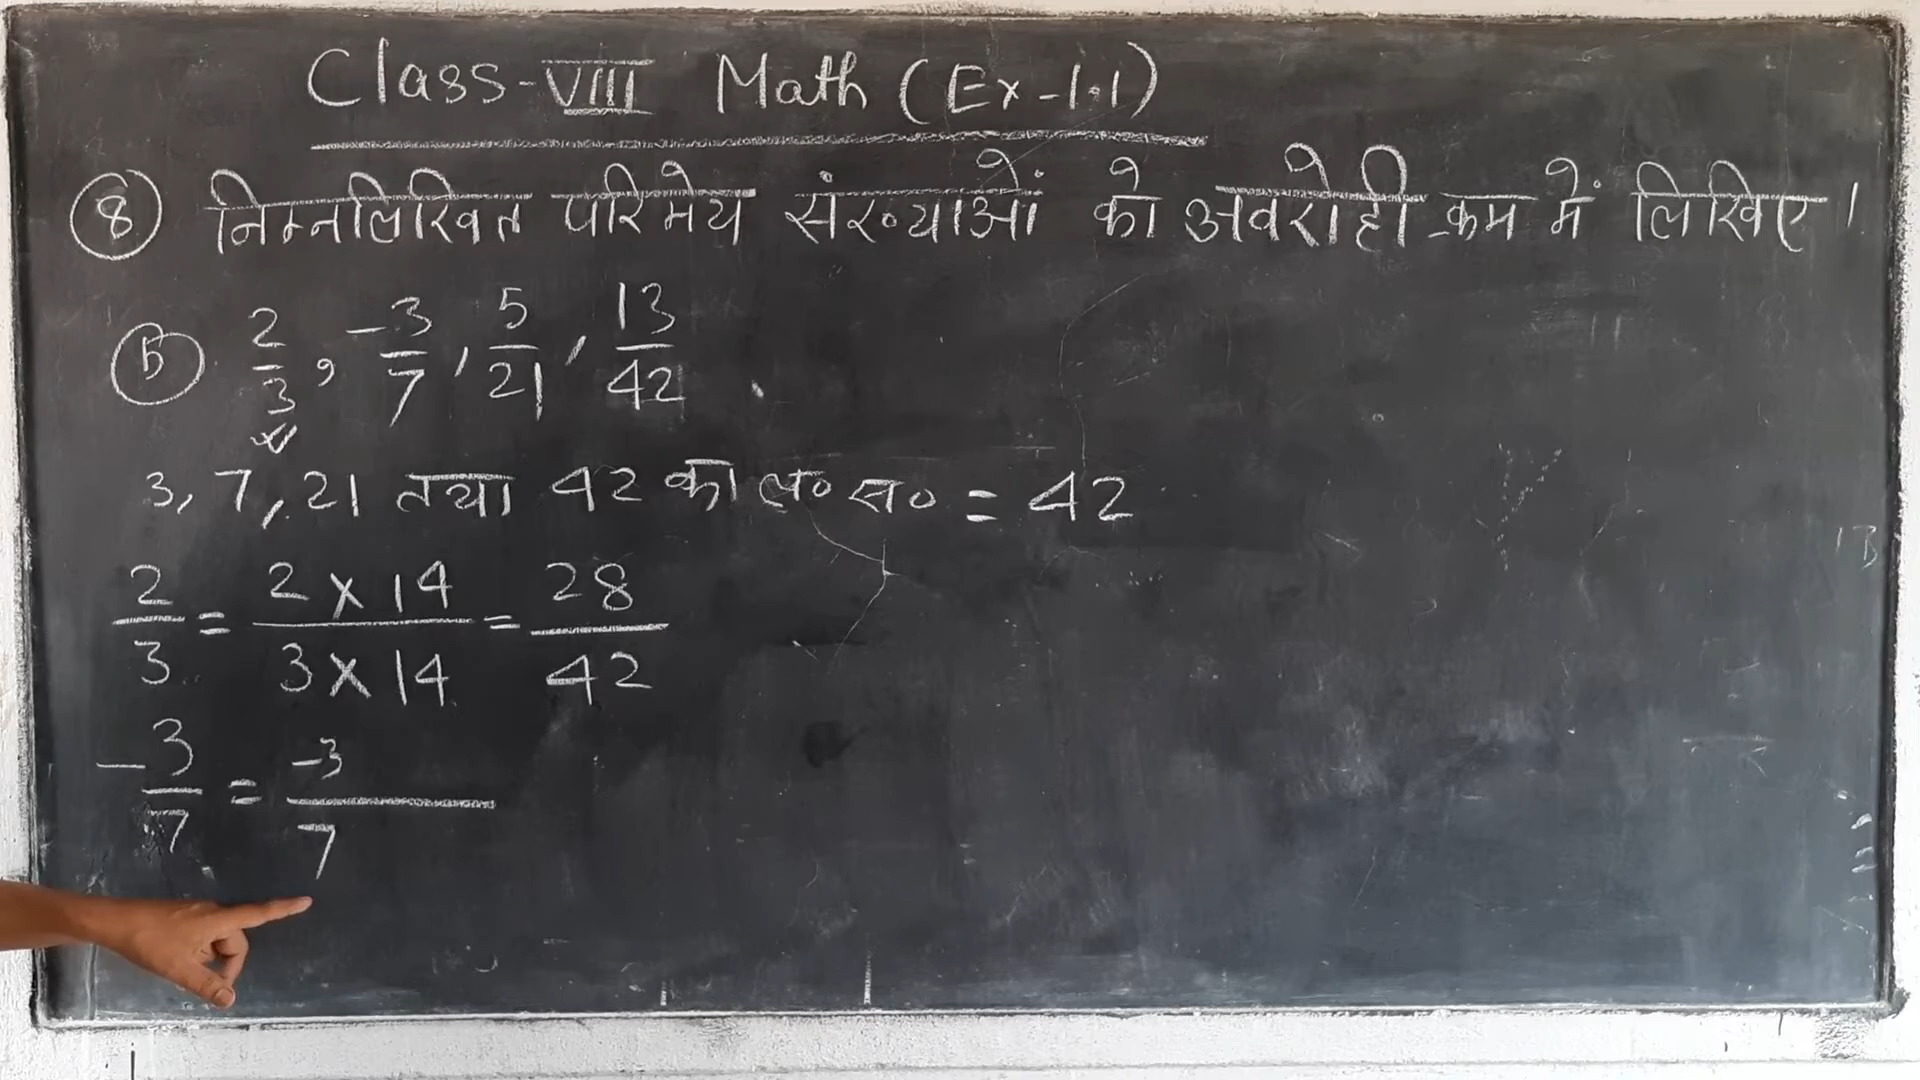 Class-VIII Math (Ex-1.1)
8 निम्नलिखित परिमेय संख्याओं को अवरोही क्रम में लिखिए।
5 2/3, -3/7, 5/21, 13/42
3, 7, 21 तथा 42 का ल० स० = 42
2/3 = 2 x 14 / 3 x 14 = 28/42
-3/7 = -3/7